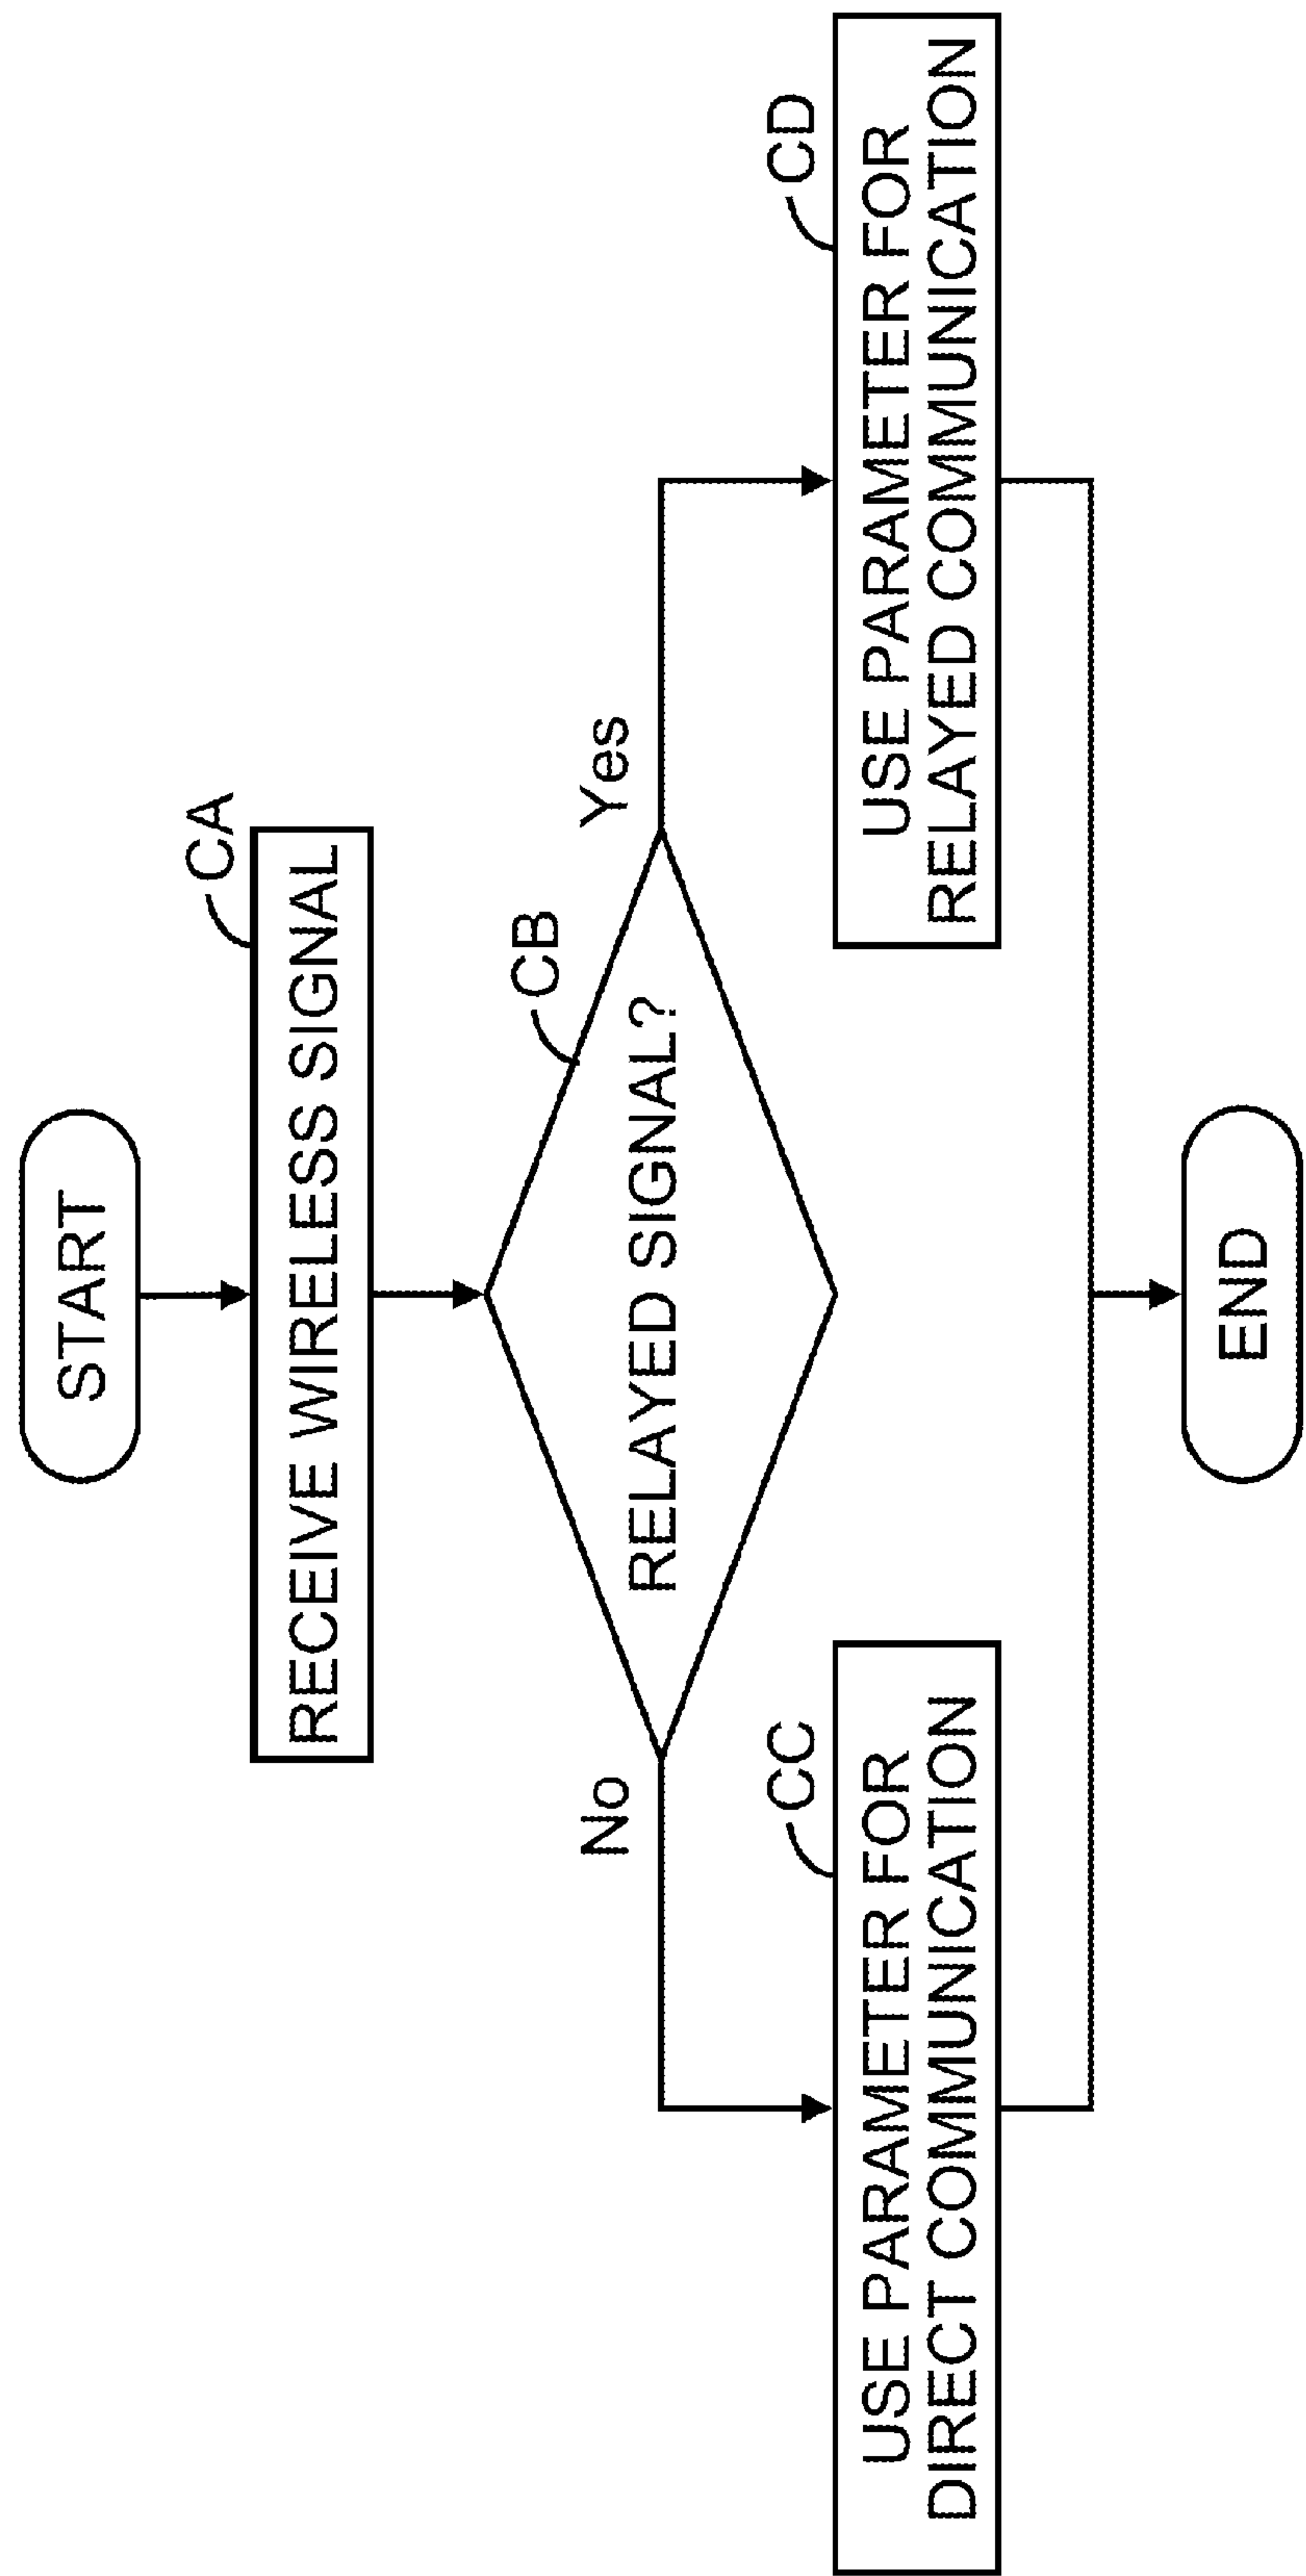 START
CA
RECEIVE WIRELESS SIGNAL
CB
RELAYED SIGNAL?
No
Yes
CC
USE PARAMETER FOR
DIRECT COMMUNICATION
CD
USE PARAMETER FOR
RELAYED COMMUNICATION
END